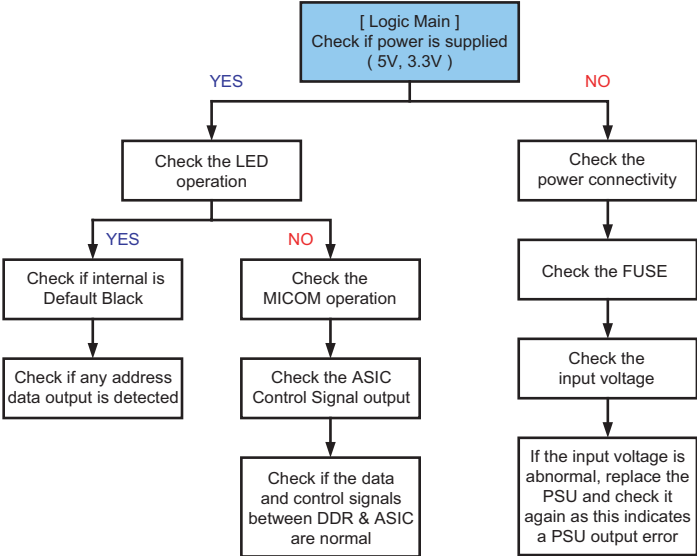 [ Logic Main ]
Check if power is supplied
( 5V, 3.3V )
YES
NO
Check the LED
operation
Check the
power connectivity
YES
NO
Check if internal is
Default Black
Check the
MICOM operation
Check the FUSE
Check if any address
data output is detected
Check the ASIC
Control Signal output
Check the
input voltage
Check if the data
and control signals
between DDR & ASIC
are normal
If the input voltage is
abnormal, replace the
PSU and check it
again as this indicates
a PSU output error